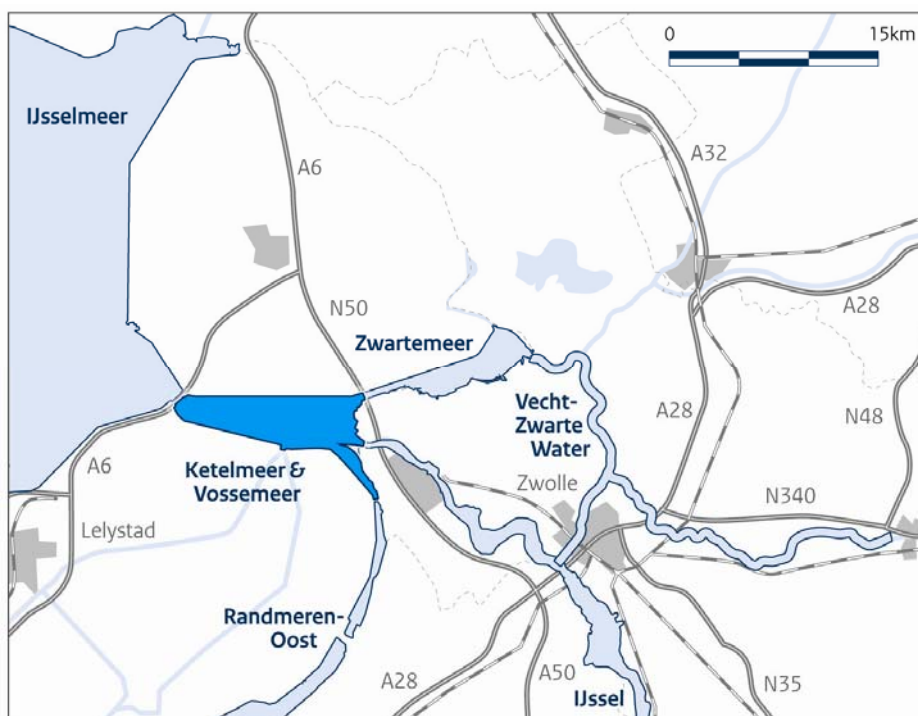 0
15km
IJsselmeer
A32
A6
A28
N50
Zwartemeer
Vecht-
Zwarte
Water
A28
N48
A6
Ketelmeer &
Vossemeer
Zwolle
N340
Lelystad
Randmeren-
Oost
A28
A50
IJssel
N35